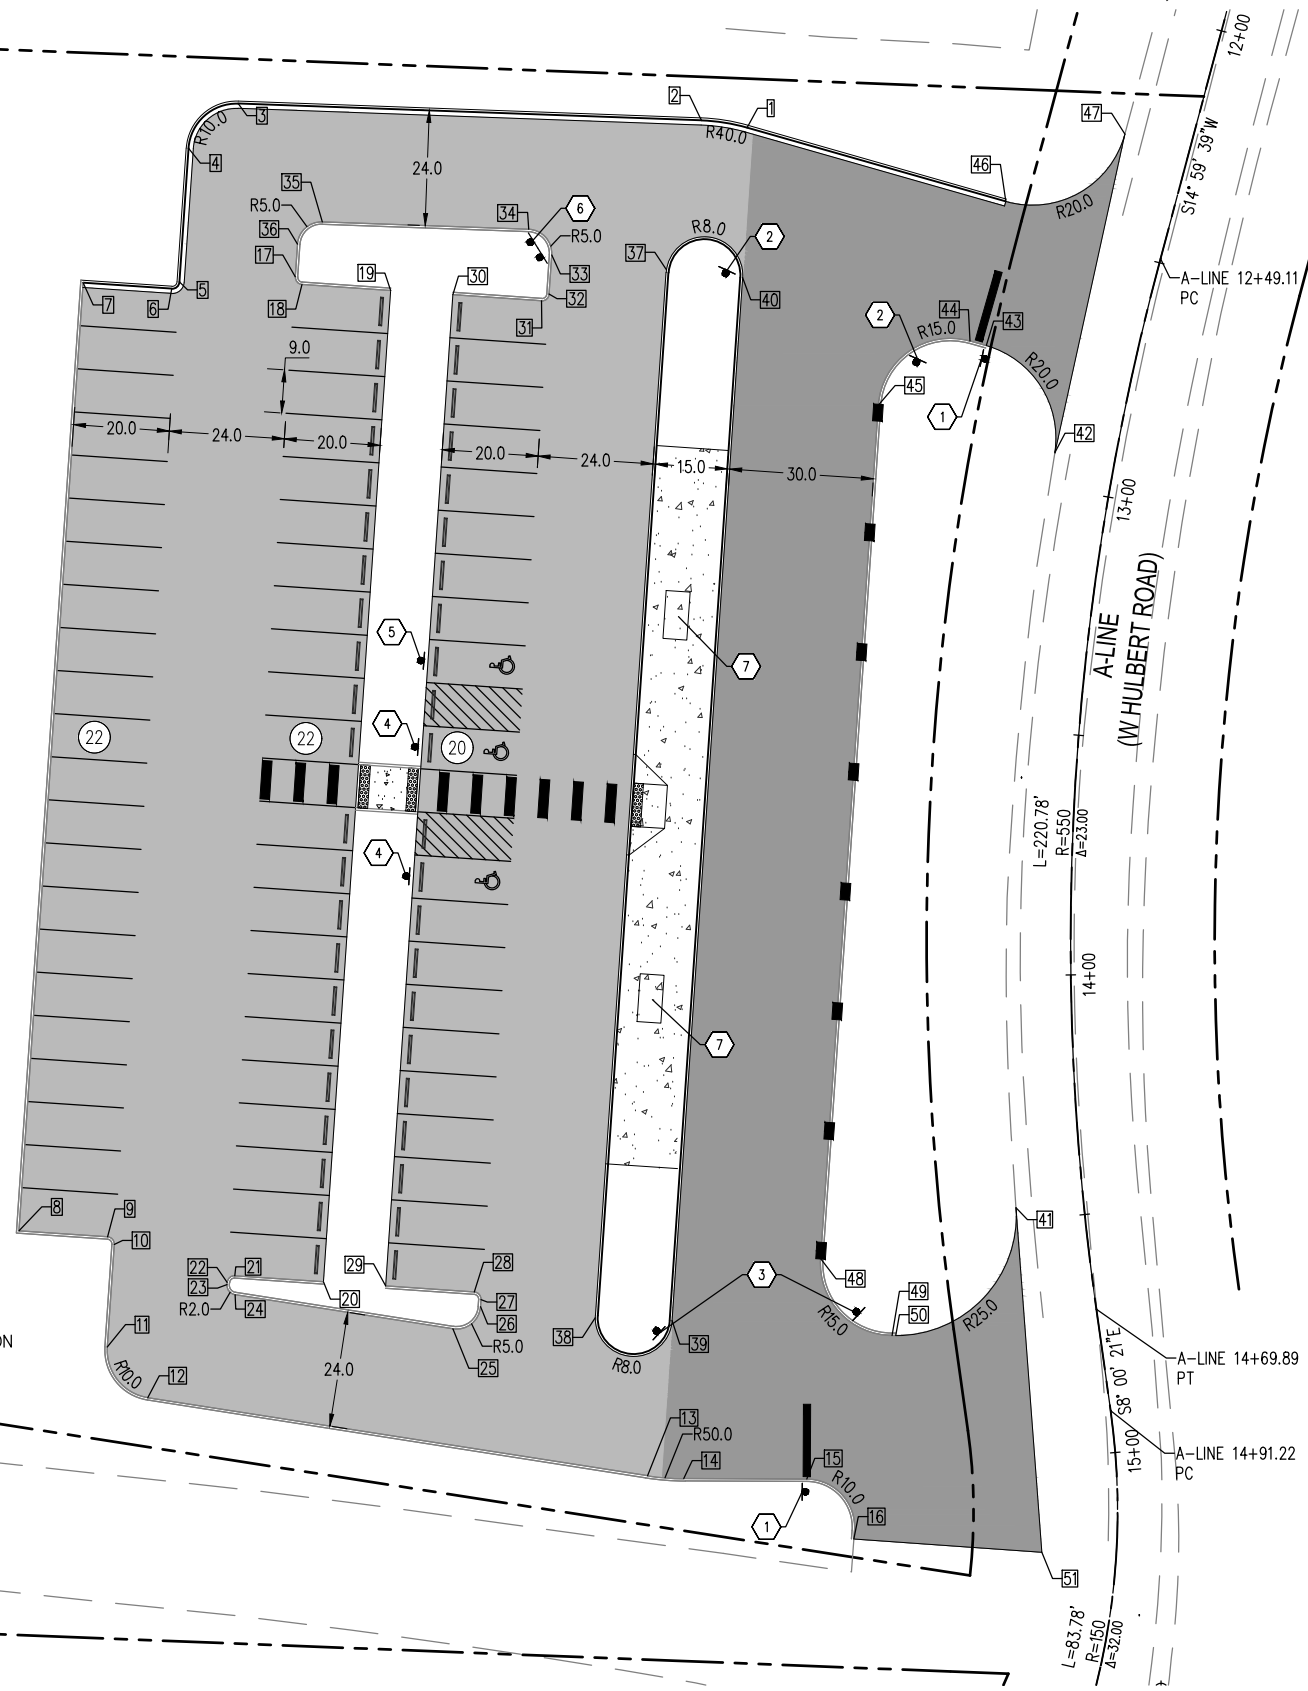 12+00
47
2
1
3
R10.0
R40.0
4
24.0
46
S14° 59' 39"W
R20.0
35
R5.0
34
6
36
R5.0
R8.0
2
17
33
37
19
30
40
A-LINE 12+49.11
PC
5
7
6
18
32
31
44
43
2
R15.0
9.0
R20.0
45
1
20.0
24.0
20.0
20.0
24.0
15.0
30.0
42
13+00
A-LINE
(W HULBERT ROAD)
5
7
4
22
22
20
L=220.78'
R=550
Δ=23.00
4
14+00
7
8
9
10
41
22
21
29
28
3
48
23
20
27
R2.0
24
26
11
R5.0
38
39
R15.0
49
50
R25.0
25
ON
R8.0
S8° 00' 21"E
A-LINE 14+69.89
PT
R10.0
12
24.0
13
R50.0
14
15
15+00
A-LINE 14+91.22
PC
R10.0
1
16
51
L=83.78'
R=150
Δ=32.00